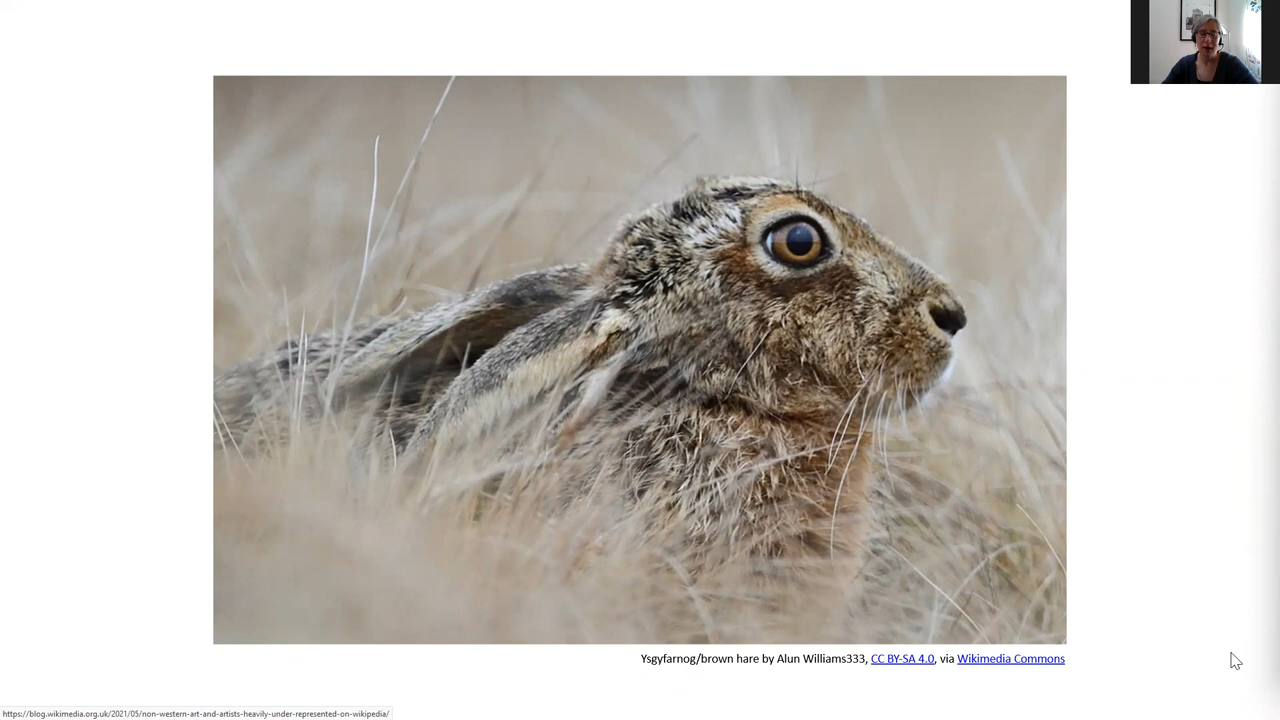 Ysgyfarnog/brown hare by Alun Williams333, CC BY-SA 4.0, via Wikimedia Commons
https://blog.wikimedia.org.uk/2021/05/non-western-art-and-artists-heavily-under-represented-on-wikipedia/